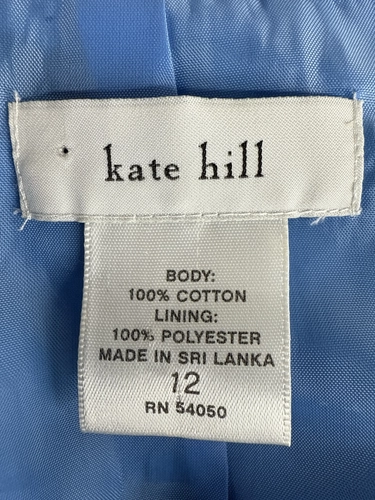 kate hill
BODY:
100% COTTON
LINING:
100% POLYESTER
MADE IN SRI LANKA
12
RN 54050